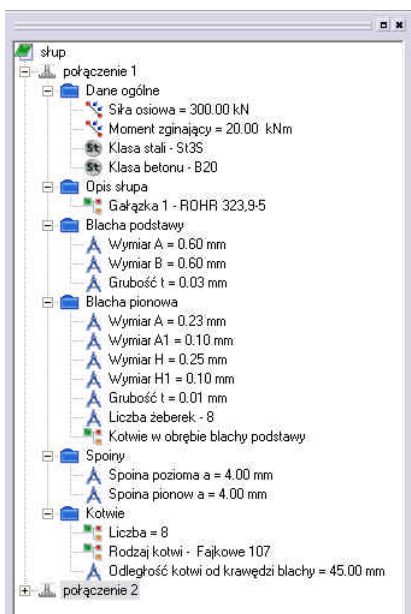 słup
połączenie 1
Dane ogólne
Siła osiowa = 300.00 kN
Moment zginający = 20.00 kNm
St Klasa stali - St3S
St Klasa betonu - B20
Opis słupa
Gałązka 1 - ROHR 323,9-5
Blacha podstawy
Wymiar A = 0.60 mm
Wymiar B = 0.60 mm
Grubość t = 0.03 mm
Blacha pionowa
Wymiar A = 0.23 mm
Wymiar A1 = 0.10 mm
Wymiar H = 0.25 mm
Wymiar H1 = 0.10 mm
Grubość t = 0.01 mm
Liczba żeberek - 8
Kotwie w obrębie blachy podstawy
Spoiny
Spoina pozioma a = 4.00 mm
Spoina pionow a = 4.00 mm
Kotwie
Liczba = 8
Rodzaj kotwi - Fajkowe 107
Odległość kotwi od krawędzi blachy = 45.00 mm
połączenie 2